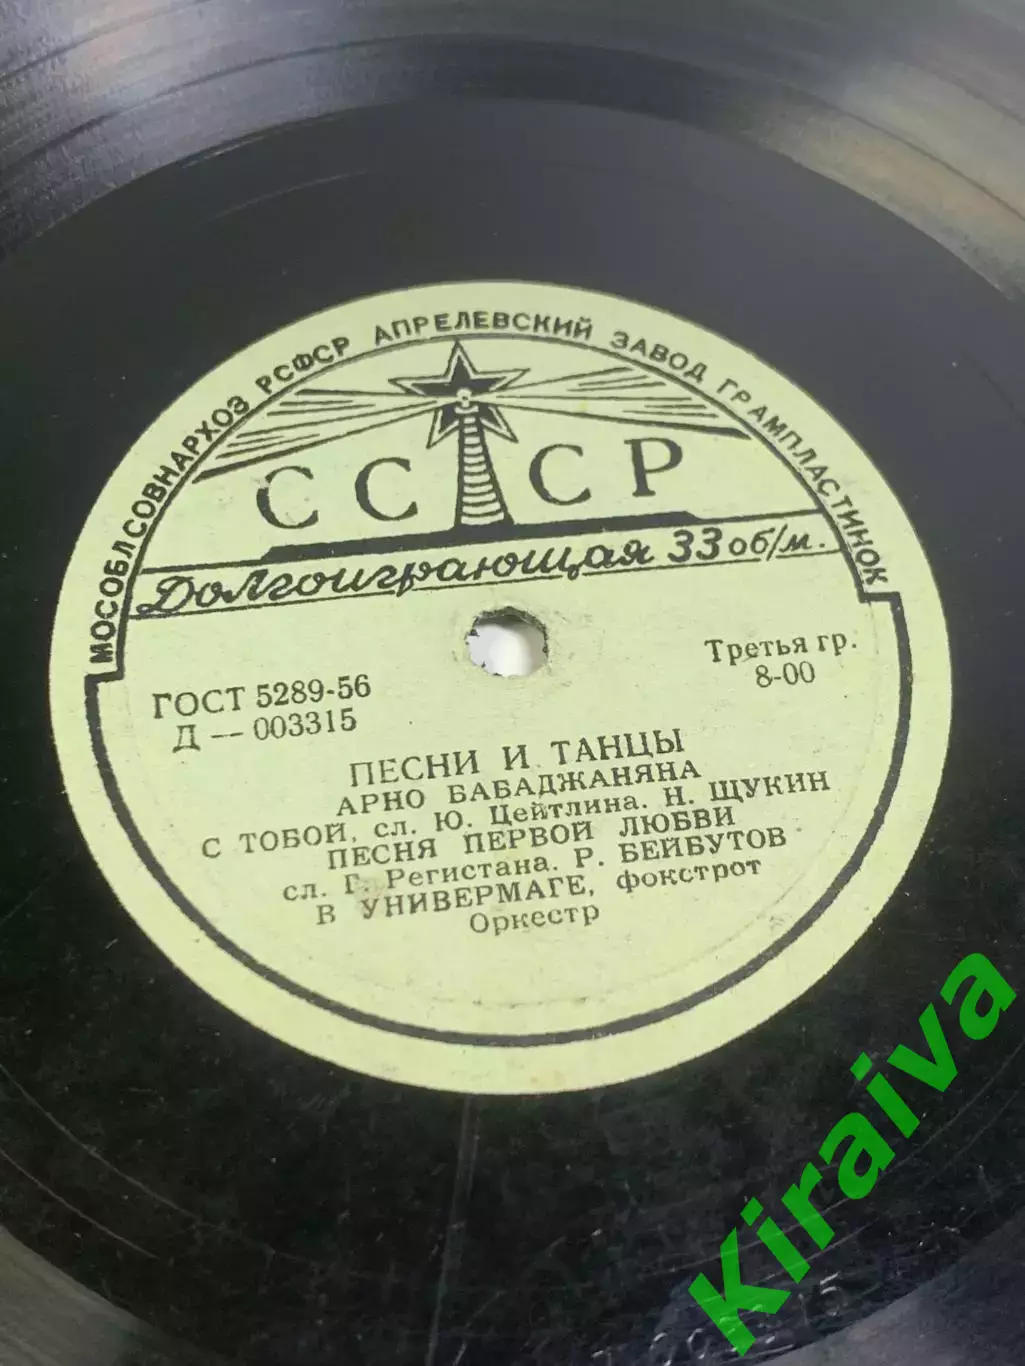 МОСОБЛСОВНАРХОЗ РСФСР АПРЕЛЕВСКИЙ ЗАВОД ГРАМПЛАСТИНОК
СССР
Долгоиграющая 33 об/м.
Третья гр.
8-00
ГОСТ 5289-56
Д — 003315
ПЕСНИ И ТАНЦЫ
АРНО БАБАДЖАНЯНА
С ТОБОЙ, сл. Ю. Цейтлина. Н. ЩУКИН
ПЕСНЯ ПЕРВОЙ ЛЮБВИ
сл. Г. Регистана. Р. БЕЙБУТОВ
В УНИВЕРМАГЕ, фокстрот
Оркестр
Kiraiva